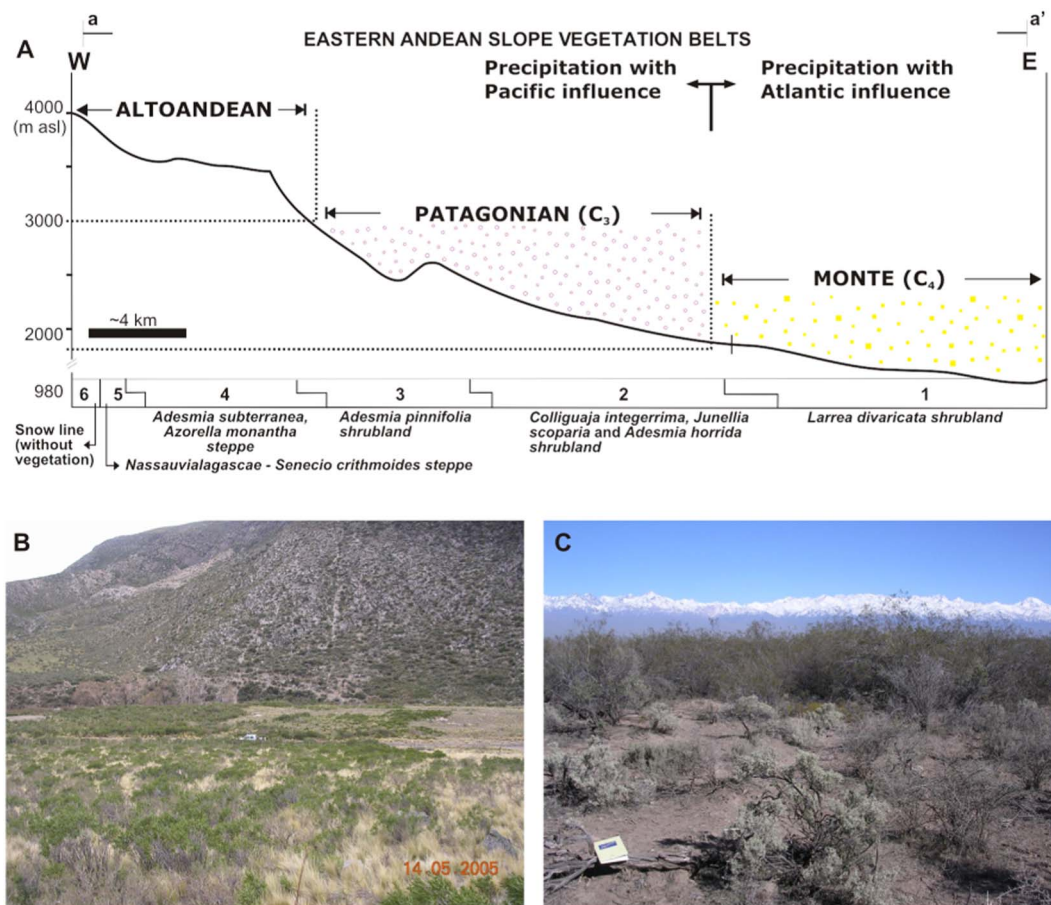 a
a'
A
EASTERN ANDEAN SLOPE VEGETATION BELTS
W
E
Precipitation with
Pacific influence
Precipitation with
Atlantic influence
4000
(m asl)
ALTOANDEAN
3000
PATAGONIAN (C3)
MONTE (C4)
~4 km
2000
980
6
5
4
3
2
1
Snow line
(without
vegetation)
Adesmia subterranea,
Azorella monantha
steppe
Adesmia pinnifolia
shrubland
Colliguaja integerrima, Junellia
scoparia and Adesmia horrida
shrubland
Larrea divaricata shrubland
Nassauvialagascae - Senecio crithmoides steppe
B
14 05 2005
C